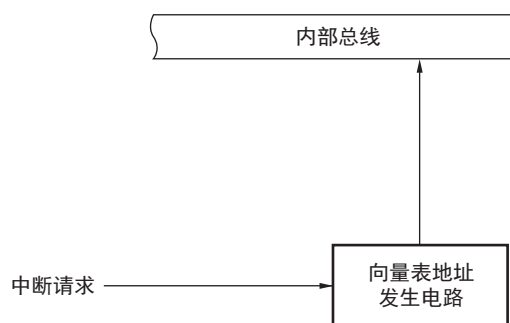 内部总线
中断请求
向量表地址
发生电路